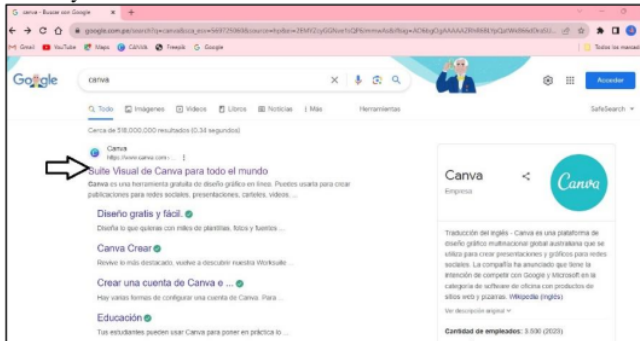 canva - Buscar con Google
google.com.pe/search?q=canva&sca_esv=569725969&source=hp&ei=
Gmail YouTube Maps CANVA Freepik Google
Todos los marcad
Google
canva
Acceder
Todo Imágenes Videos Libros Noticias Más Herramientas
SafeSearch
Cerca de 518,000,000 resultados (0.34 segundos)
Canva
https://www.canva.com
Suite Visual de Canva para todo el mundo
Canva es una herramienta gratuita de diseño gráfico en línea. Puedes usarla para crear
publicaciones para redes sociales, presentaciones, carteles, videos ...
Diseño gratis y fácil.
Diseña lo que quieras con miles de plantillas, fotos y fuentes ...
Canva Crear
Revive lo más destacado, vuelve a descubrir nuestra Worksuite ...
Crear una cuenta de Canva e ...
Hay varias formas de configurar una cuenta de Canva. Para ...
Educación
Tus estudiantes pueden usar Canva para poner en práctica lo ...
Canva
Empresa
Canva
Traducción del inglés - Canva es una plataforma de
diseño gráfico multinacional global australiana que se
utiliza para crear presentaciones y gráficos para redes
sociales. La compañía ha anunciado que tiene la
intención de competir con Google y Microsoft en la
categoría de software de oficina con productos de
sitios web y pizarras. Wikipedia (inglés)
Ver descripción original
Cantidad de empleados: 3.500 (2023)